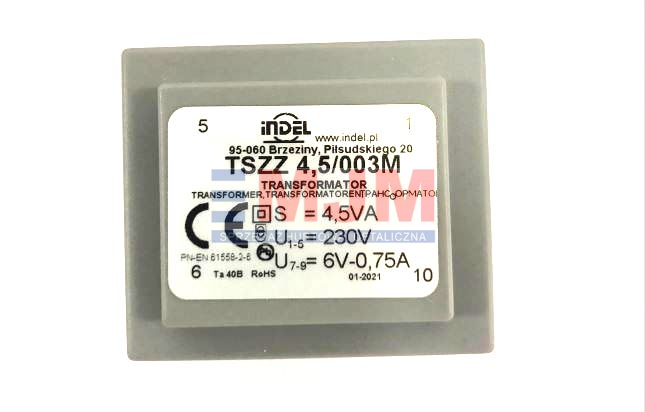 5
1
iNDEL
www.indel.pl
95-060 Brzeziny, Piłsudskiego 20
TSZZ 4,5/003M
TRANSFORMATOR
MJM
S = 4,5VA
U1-5 = 230V
U7-9= 6V-0,75A
CE
PN-EN 61558-2-6
6
Ta 40B RoHS
01-2021
10